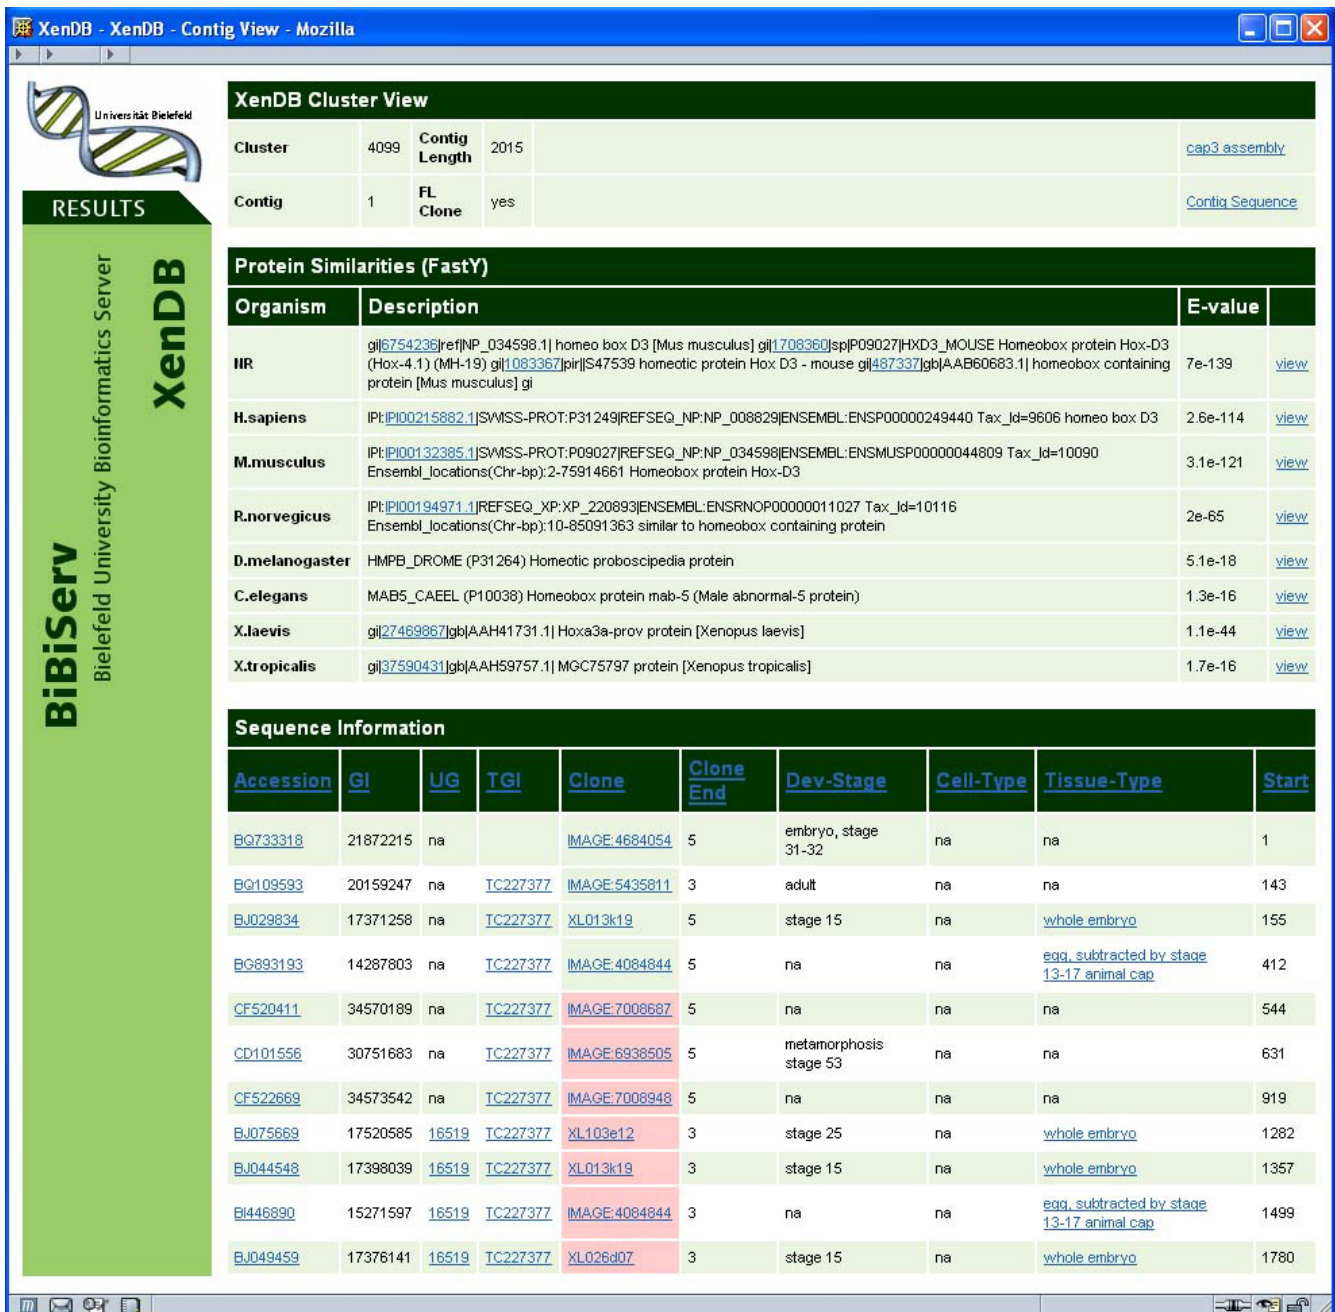 XenDB - XenDB - Contig View - Mozilla
Universität Bielefeld
RESULTS
XenDB
Bielefeld University Bioinformatics Server
BiBiServ
XenDB Cluster View
Cluster 4099 Contig Length 2015 cap3 assembly
Contig 1 FL Clone yes Contig Sequence
Protein Similarities (FastY)
Organism Description E-value
NR gi|6754236|ref|NP_034598.1| homeo box D3 [Mus musculus] gi|1708360|sp|P09027|HXD3_MOUSE Homeobox protein Hox-D3
(Hox-4.1) (MH-19) gi|1083367|pir||S47539 homeotic protein Hox D3 - mouse gi|487337|gb|AAB60683.1| homeobox containing
protein [Mus musculus] gi 7e-139 view
H.sapiens IPI:IPI00215882.1|SWISS-PROT:P31249|REFSEQ_NP:NP_008829|ENSEMBL:ENSP00000249440 Tax_Id=9606 homeo box D3 2.6e-114 view
M.musculus IPI:IPI00132385.1|SWISS-PROT:P09027|REFSEQ_NP:NP_034598|ENSEMBL:ENSMUSP00000044809 Tax_Id=10090
Ensembl_locations(Chr-bp):2-75914661 Homeobox protein Hox-D3 3.1e-121 view
R.norvegicus IPI:IPI00194971.1|REFSEQ_XP:XP_220893|ENSEMBL:ENSRNOP00000011027 Tax_Id=10116
Ensembl_locations(Chr-bp):10-85091363 similar to homeobox containing protein 2e-65 view
D.melanogaster HMPB_DROME (P31264) Homeotic proboscipedia protein 5.1e-18 view
C.elegans MAB5_CAEEL (P10038) Homeobox protein mab-5 (Male abnormal-5 protein) 1.3e-16 view
X.laevis gi|27469867|gb|AAH41731.1| Hoxa3a-prov protein [Xenopus laevis] 1.1e-44 view
X.tropicalis gi|37590431|gb|AAH59757.1| MGC75797 protein [Xenopus tropicalis] 1.7e-16 view
Sequence Information
Accession GI UG TGI Clone Clone End Dev-Stage Cell-Type Tissue-Type Start
BQ733318 21872215 na IMAGE:4684054 5 embryo, stage 31-32 na na 1
BQ109593 20159247 na TC227377 IMAGE:5435811 3 adult na na 143
BJ029834 17371258 na TC227377 XL013k19 5 stage 15 na whole embryo 155
BG893193 14287803 na TC227377 IMAGE:4084844 5 na na egg, subtracted by stage 13-17 animal cap 412
CF520411 34570189 na TC227377 IMAGE:7008687 5 na na na 544
CD101556 30751683 na TC227377 IMAGE:6938505 5 metamorphosis stage 53 na na 631
CF522669 34573542 na TC227377 IMAGE:7008948 5 na na na 919
BJ075669 17520585 16519 TC227377 XL103e12 3 stage 25 na whole embryo 1282
BJ044548 17398039 16519 TC227377 XL013k19 3 stage 15 na whole embryo 1357
BI446890 15271597 16519 TC227377 IMAGE:4084844 3 na na egg, subtracted by stage 13-17 animal cap 1499
BJ049459 17376141 16519 TC227377 XL026d07 3 stage 15 na whole embryo 1780